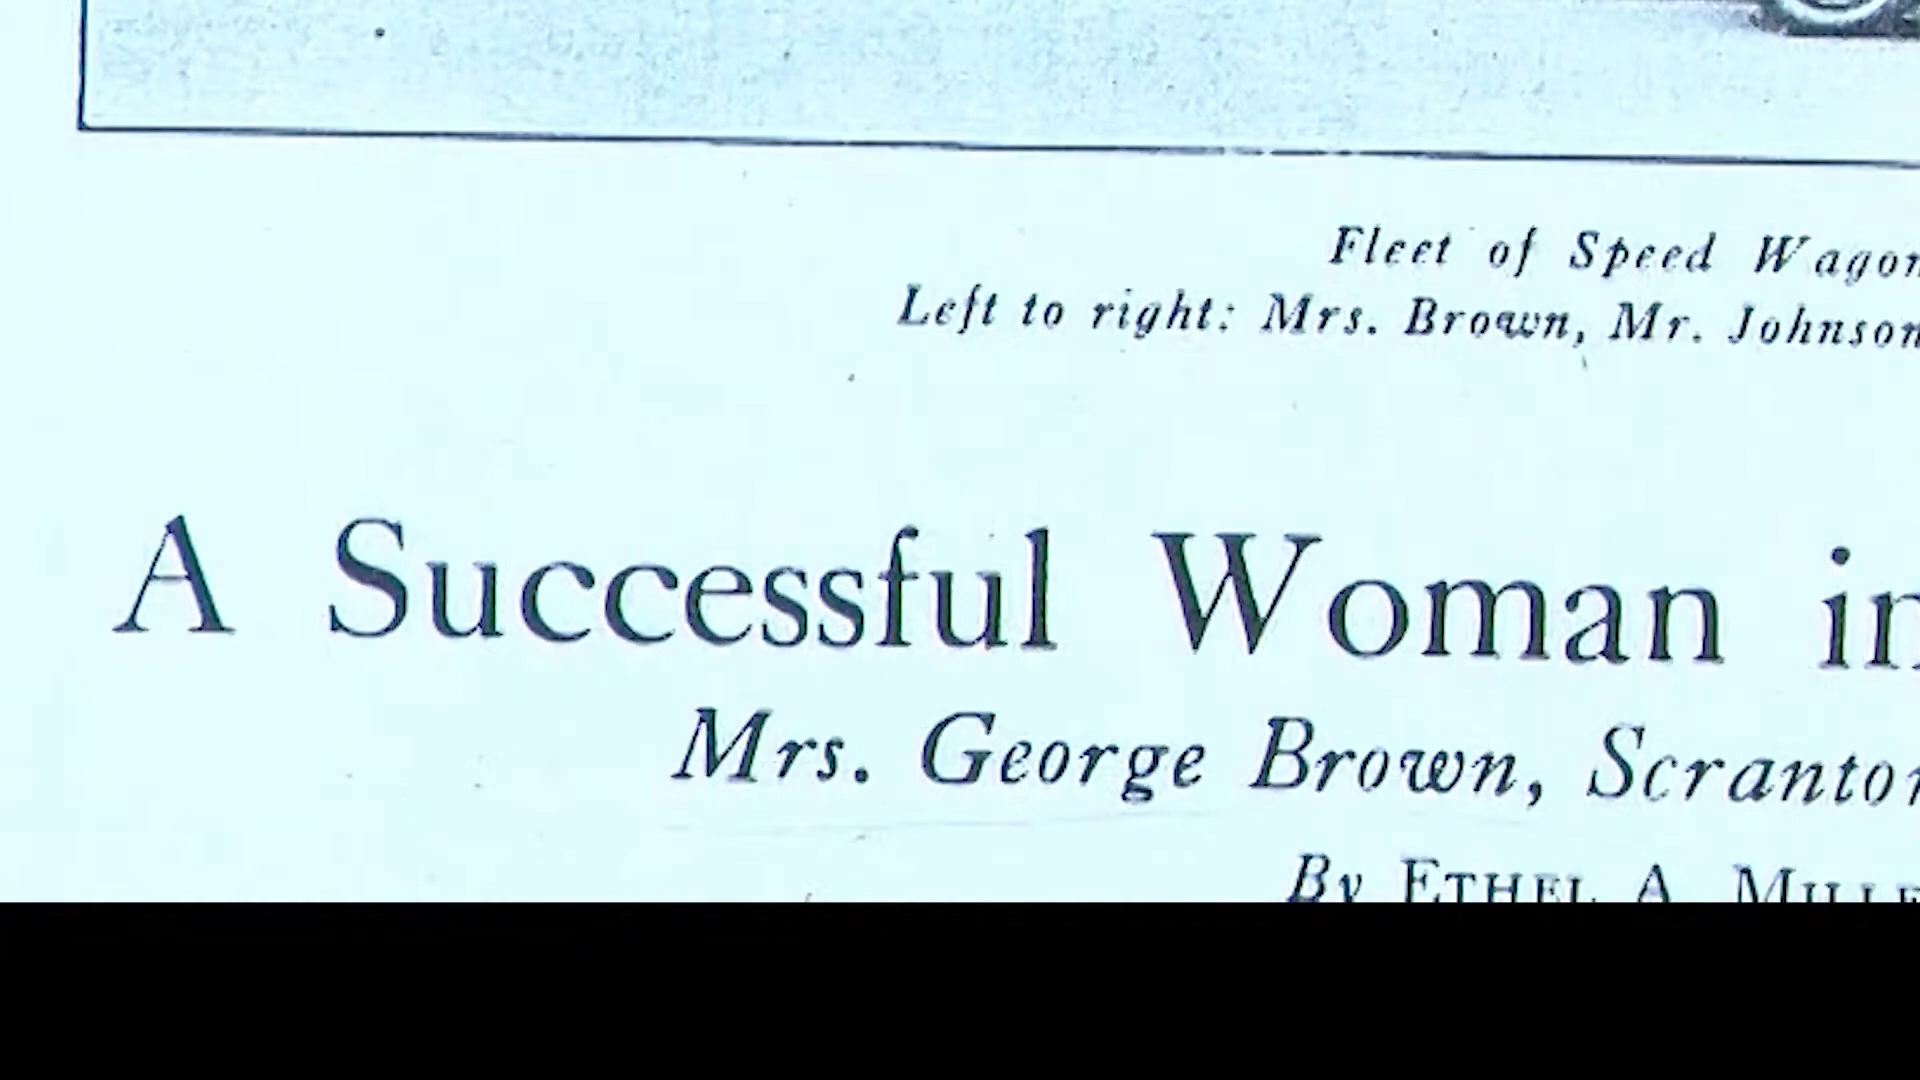 Fleet of Speed Wagon
Left to right: Mrs. Brown, Mr. Johnson
A Successful Woman in
Mrs. George Brown, Scranton
By ETHEL A. MILLE